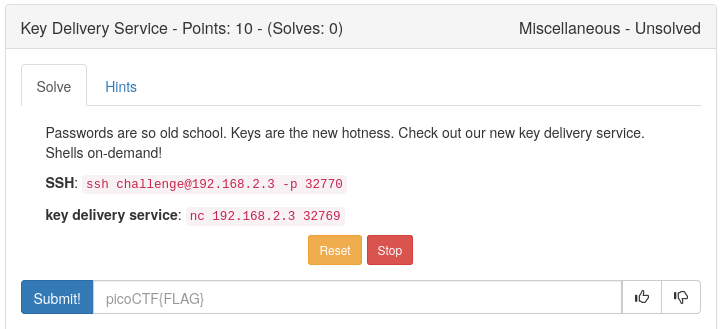 Key Delivery Service - Points: 10 - (Solves: 0) Miscellaneous - Unsolved
Solve Hints
Passwords are so old school. Keys are the new hotness. Check out our new key delivery service.
Shells on-demand!
SSH: ssh challenge@192.168.2.3 -p 32770
key delivery service: nc 192.168.2.3 32769
Reset Stop
Submit! picoCTF{FLAG}